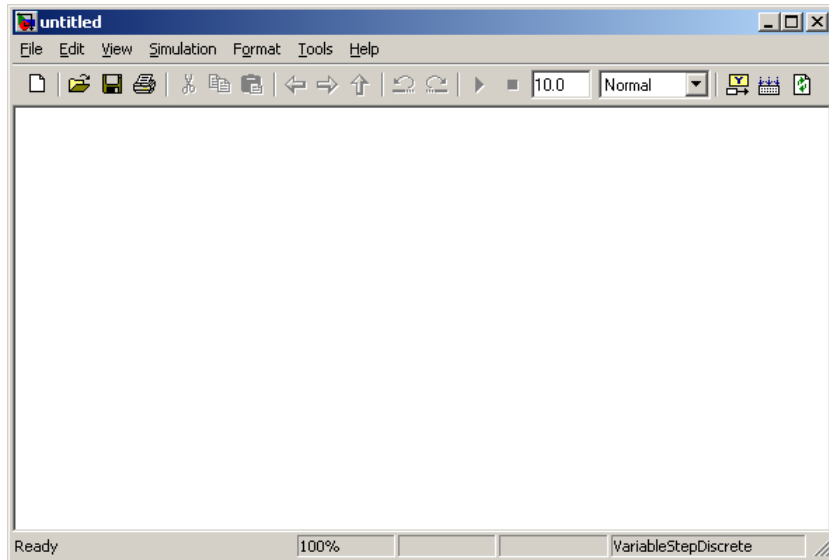 untitled
File Edit View Simulation Format Tools Help
10.0 Normal
Ready 100% VariableStepDiscrete